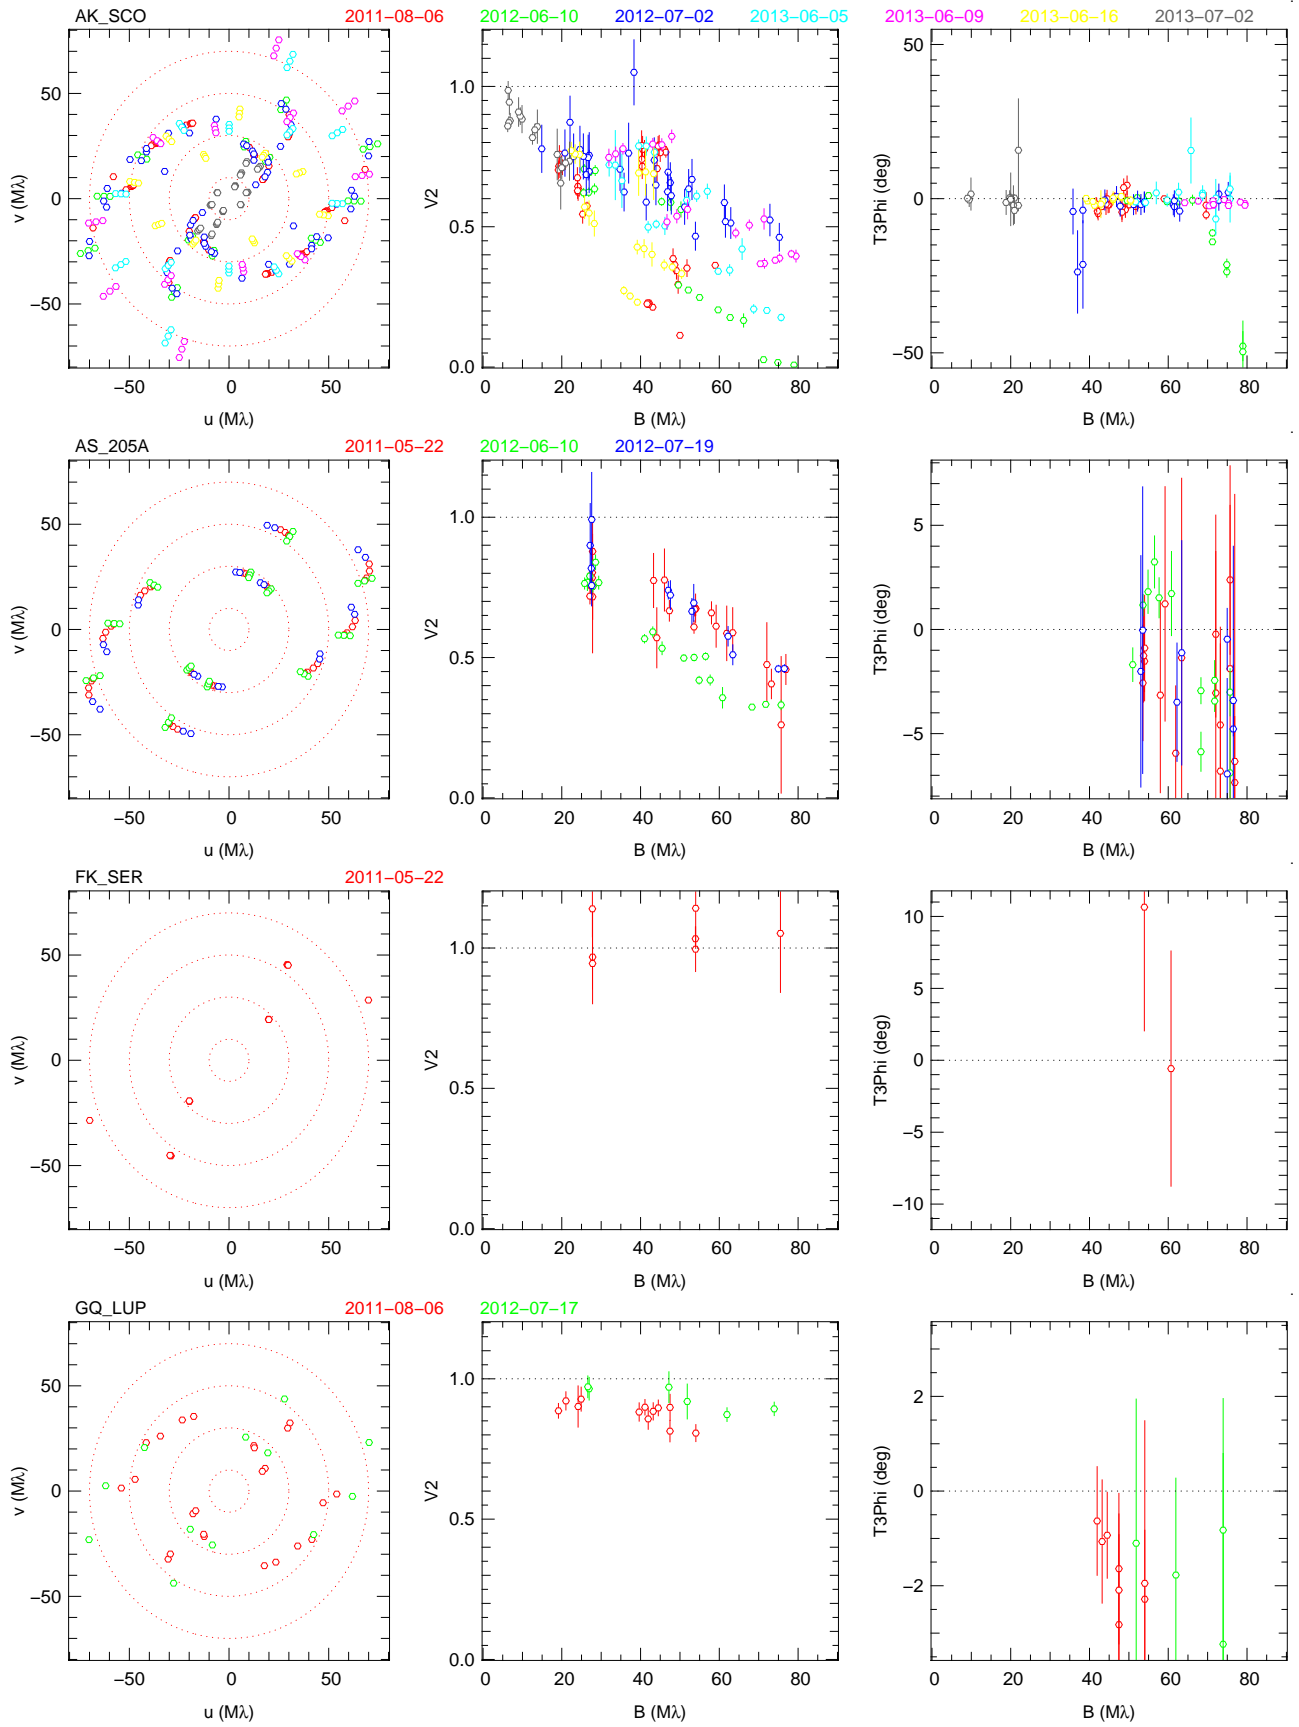 AK_SCO 2011−08−06 2012−06−10 2012−07−02 2013−06−05 2013−06−09 2013−06−16 2013−07−02
50 0 −50
v (Mλ)
−50 0 50
u (Mλ)
1.0 0.5 0.0
V2
0 20 40 60 80
B (Mλ)
50 0 −50
T3Phi (deg)
0 20 40 60 80
B (Mλ)
AS_205A 2011−05−22 2012−06−10 2012−07−19
50 0 −50
v (Mλ)
−50 0 50
u (Mλ)
1.0 0.5 0.0
V2
0 20 40 60 80
B (Mλ)
5 0 −5
T3Phi (deg)
0 20 40 60 80
B (Mλ)
FK_SER 2011−05−22
50 0 −50
v (Mλ)
−50 0 50
u (Mλ)
1.0 0.5 0.0
V2
0 20 40 60 80
B (Mλ)
10 5 0 −5 −10
T3Phi (deg)
0 20 40 60 80
B (Mλ)
GQ_LUP 2011−08−06 2012−07−17
50 0 −50
v (Mλ)
−50 0 50
u (Mλ)
1.0 0.5 0.0
V2
0 20 40 60 80
B (Mλ)
2 0 −2
T3Phi (deg)
0 20 40 60 80
B (Mλ)